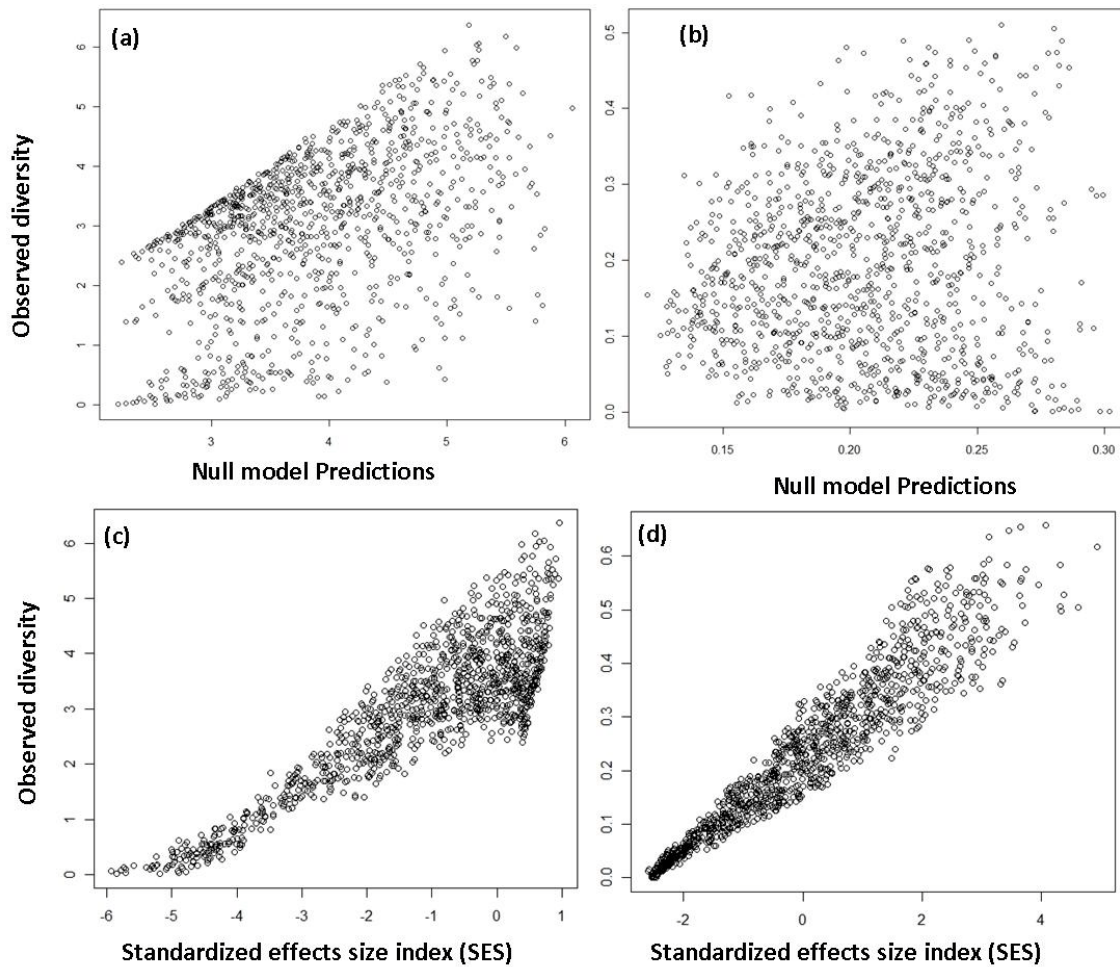 (a)
(b)
Observed diversity
0 1 2 3 4 5 6
3 4 5 6
0.0 0.1 0.2 0.3 0.4 0.5
0.15 0.20 0.25 0.30
Null model Predictions
Null model Predictions
(c)
(d)
Observed diversity
0 1 2 3 4 5 6
-6 -5 -4 -3 -2 -1 0 1
0.0 0.1 0.2 0.3 0.4 0.5 0.6
-2 0 2 4
Standardized effects size index (SES)
Standardized effects size index (SES)